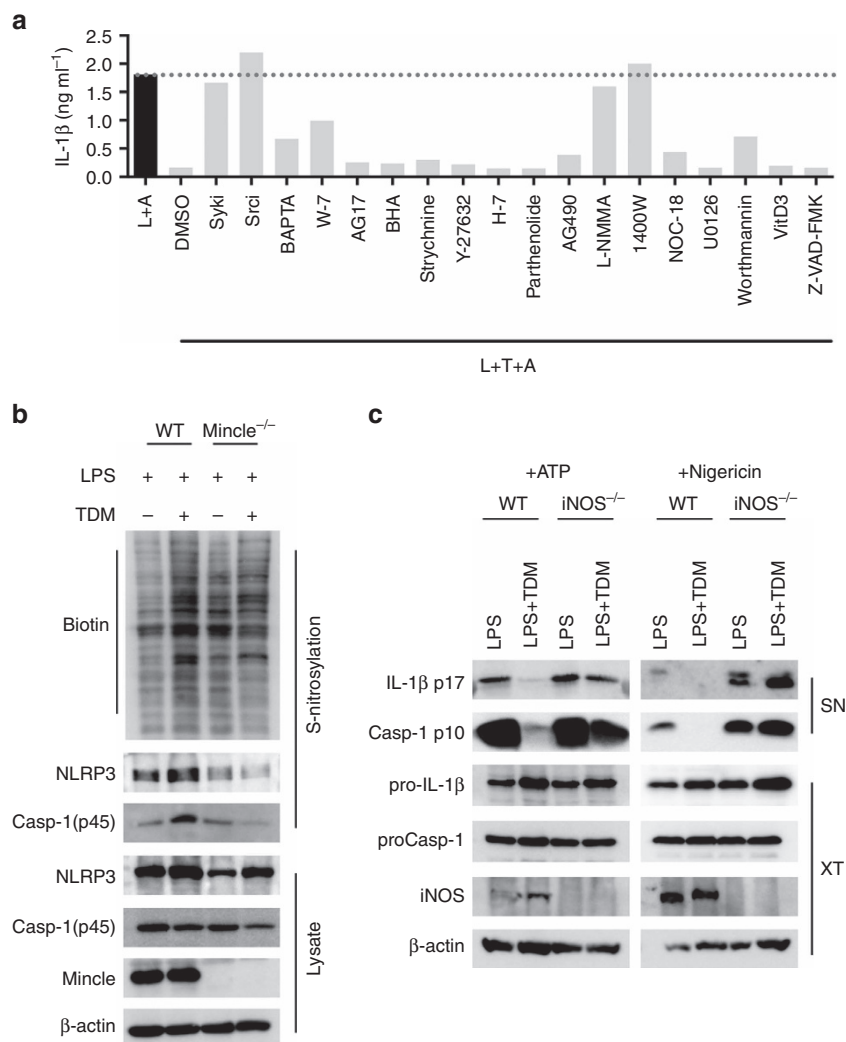 a
IL-1β (ng ml⁻¹)
2.5
2.0
1.5
1.0
0.5
0.0
L+A
DMSO
Syki
Srci
BAPTA
W-7
AG17
BHA
Strychnine
Y-27632
H-7
Parthenolide
AG490
L-NMMA
1400W
NOC-18
U0126
Worthmannin
VitD3
Z-VAD-FMK
L+T+A
b
WT Mincle⁻/⁻
LPS + + + +
TDM – + – +
Biotin
NLRP3
Casp-1(p45)
S-nitrosylation
NLRP3
Casp-1(p45)
Mincle
β-actin
Lysate
c
+ATP +Nigericin
WT iNOS⁻/⁻ WT iNOS⁻/⁻
LPS LPS+TDM LPS LPS+TDM LPS LPS+TDM LPS LPS+TDM
IL-1β p17
Casp-1 p10
SN
pro-IL-1β
proCasp-1
iNOS
β-actin
XT